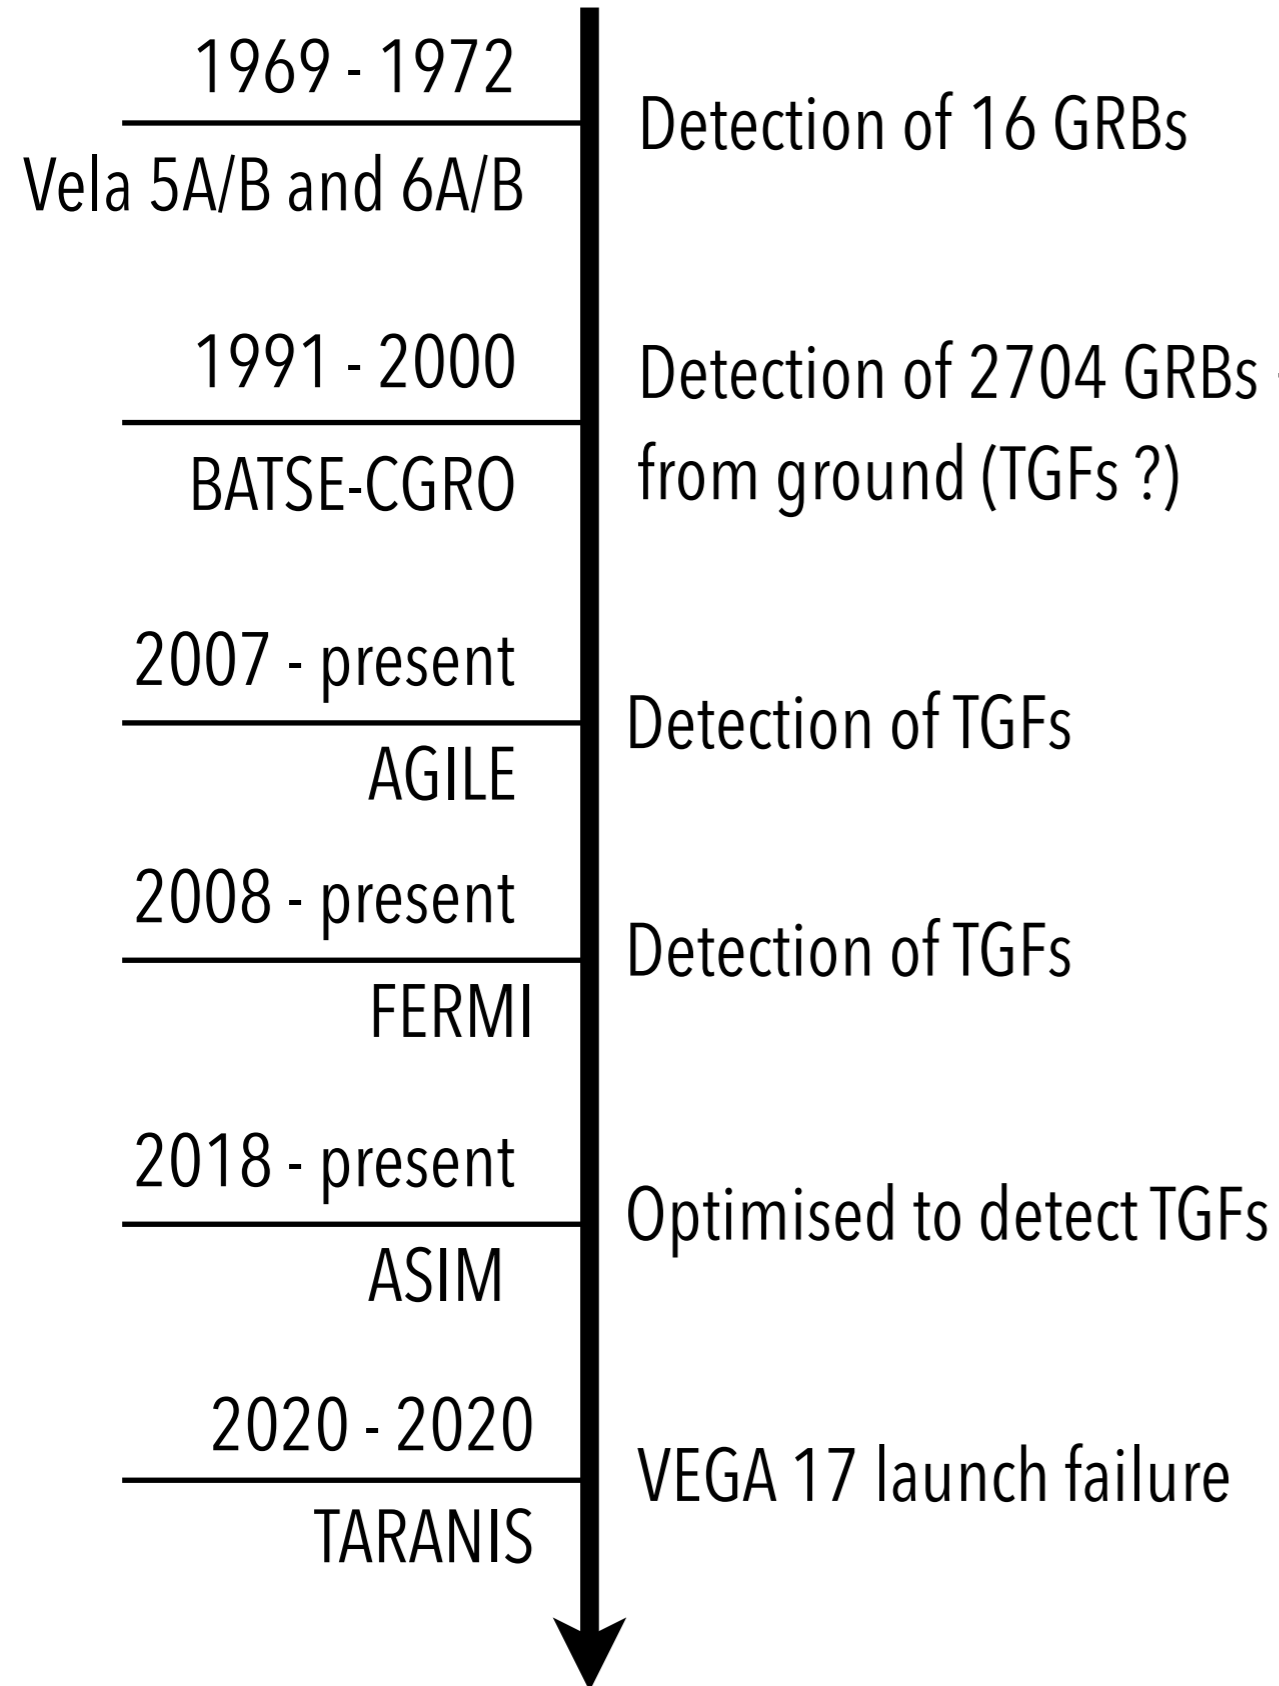 1969 - 1972
Vela 5A/B and 6A/B
Detection of 16 GRBs
1991 - 2000
BATSE-CGRO
Detection of 2704 GRBs
from ground (TGFs ?)
2007 - present
AGILE
Detection of TGFs
2008 - present
FERMI
Detection of TGFs
2018 - present
ASIM
Optimised to detect TGFs
2020 - 2020
TARANIS
VEGA 17 launch failure